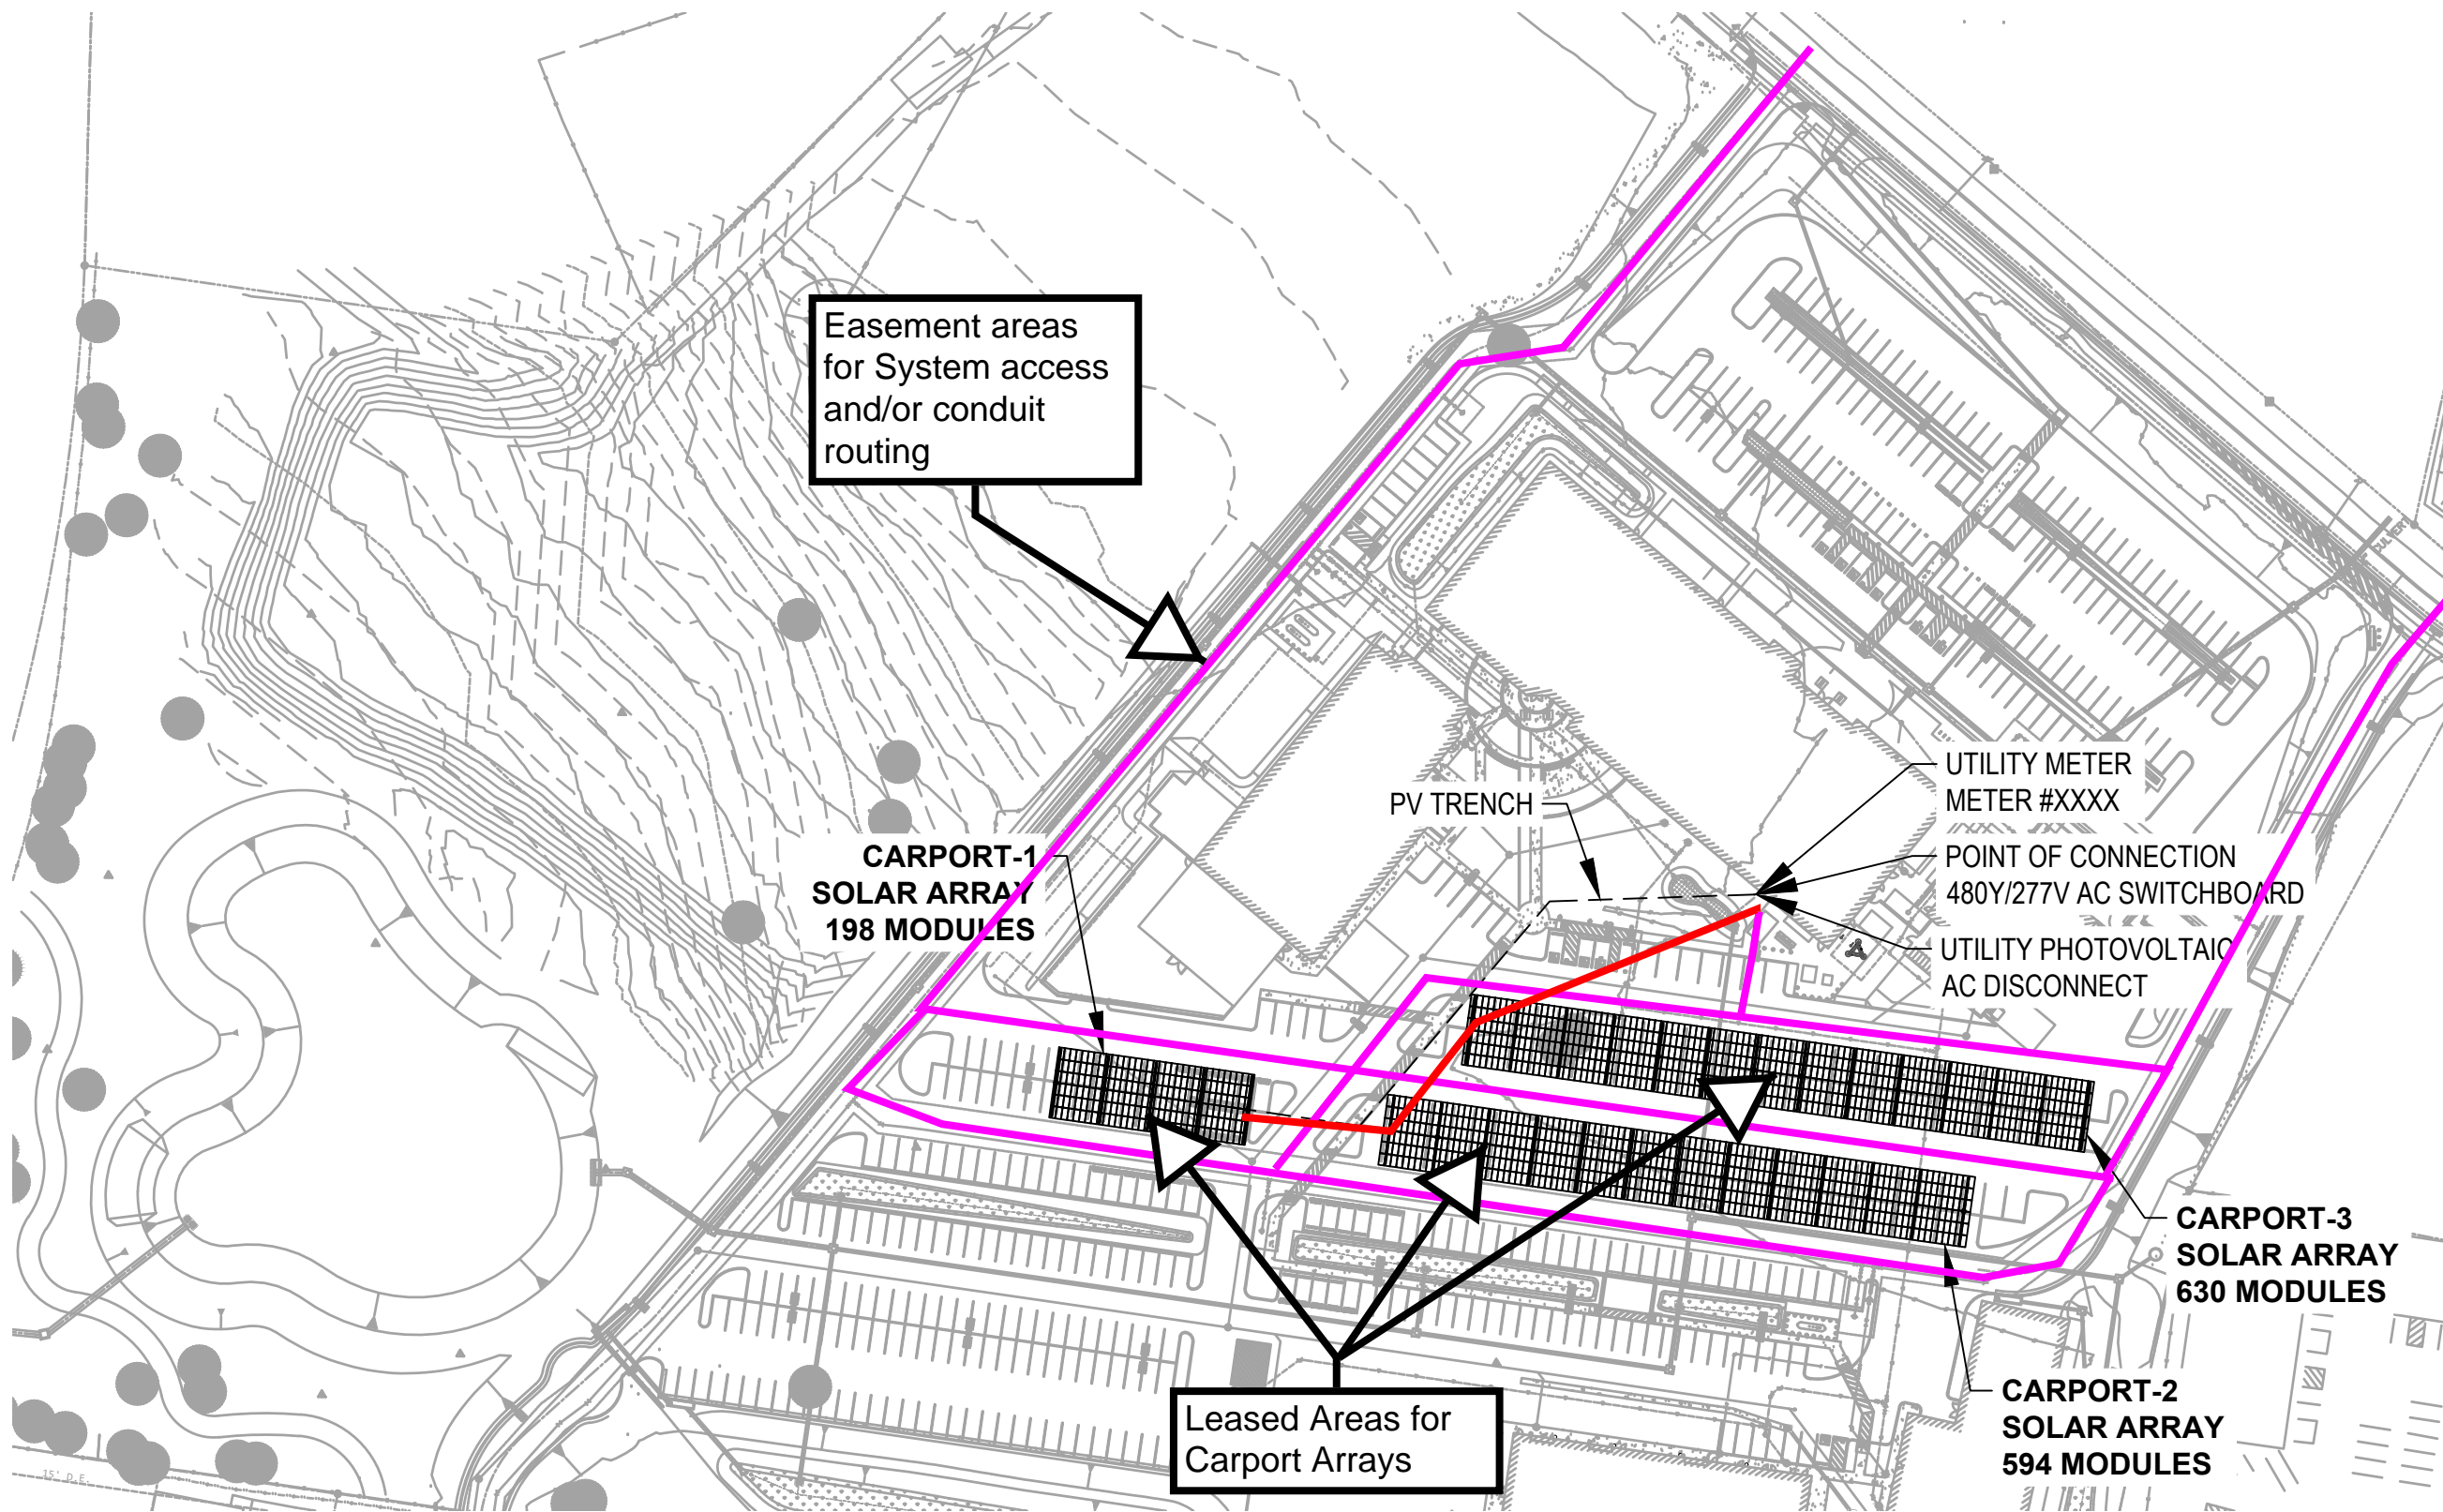 Easement areas
for System access
and/or conduit
routing
UTILITY METER
METER #XXXX
PV TRENCH
POINT OF CONNECTION
480Y/277V AC SWITCHBOARD
CARPORT-1
SOLAR ARRAY
198 MODULES
UTILITY PHOTOVOLTAIC
AC DISCONNECT
CARPORT-3
SOLAR ARRAY
630 MODULES
CARPORT-2
SOLAR ARRAY
594 MODULES
Leased Areas for
Carport Arrays
15' D.E.